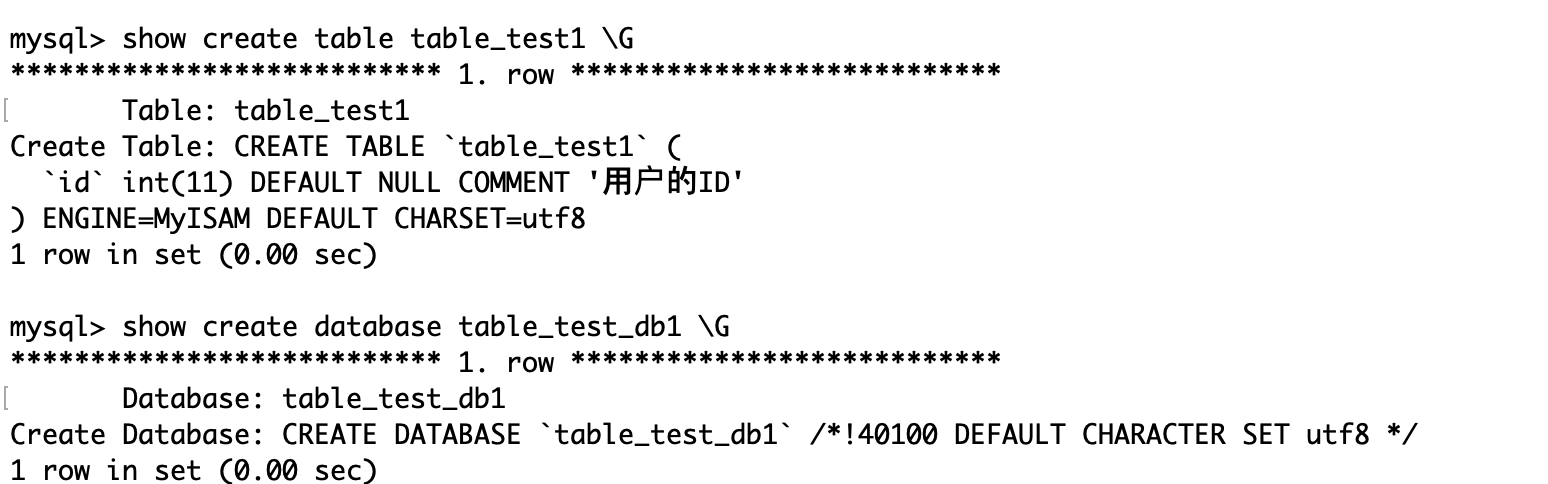 mysql> show create table table_test1 \G
*************************** 1. row ***************************
       Table: table_test1
Create Table: CREATE TABLE `table_test1` (
  `id` int(11) DEFAULT NULL COMMENT '用户的ID'
) ENGINE=MyISAM DEFAULT CHARSET=utf8
1 row in set (0.00 sec)

mysql> show create database table_test_db1 \G
*************************** 1. row ***************************
       Database: table_test_db1
Create Database: CREATE DATABASE `table_test_db1` /*!40100 DEFAULT CHARACTER SET utf8 */
1 row in set (0.00 sec)